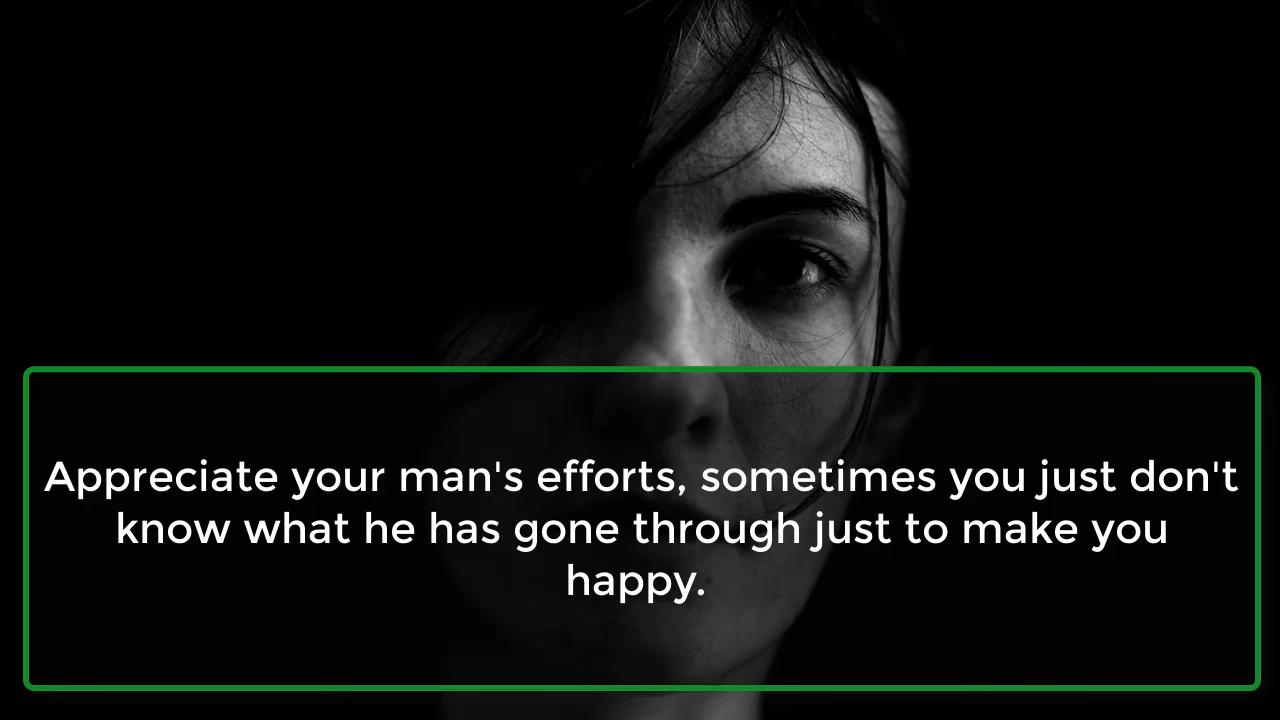 Appreciate your man's efforts, sometimes you just don't
know what he has gone through just to make you
happy.